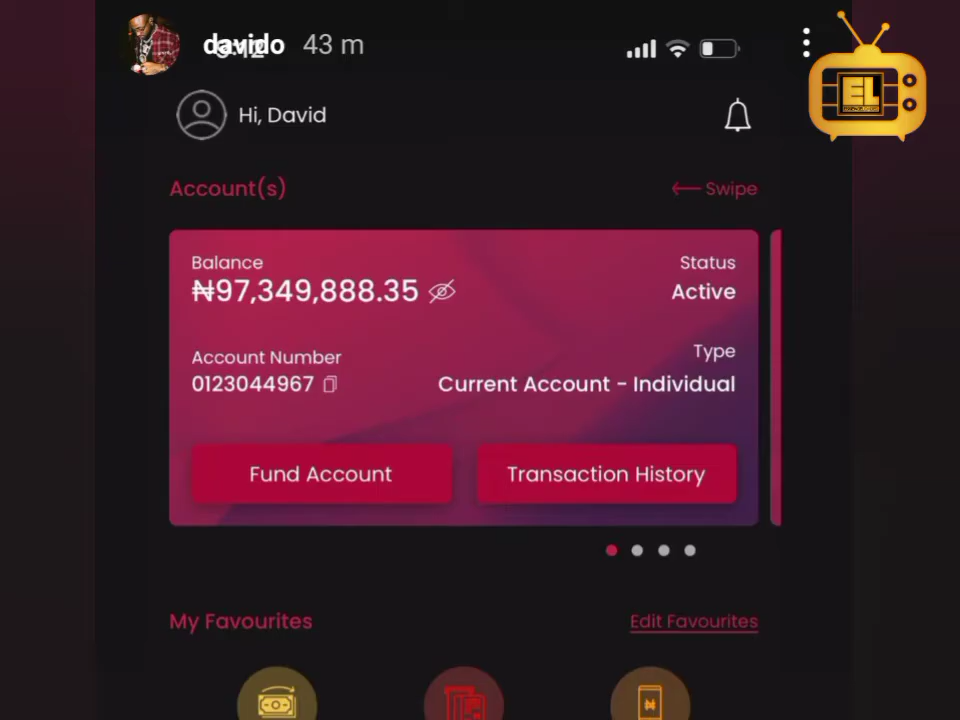 davido 43 m
Hi, David
Account(s)
Swipe
Balance
Status
₦97,349,888.35
Active
Account Number
Type
0123044967
Current Account - Individual
Fund Account
Transaction History
My Favourites
Edit Favourites
EL